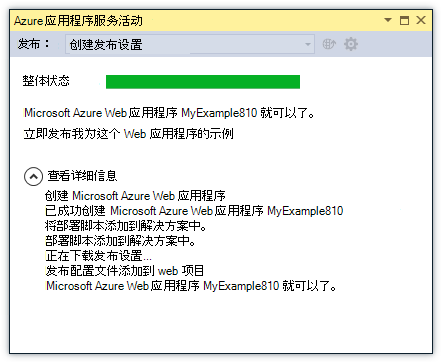 Azure 应用程序服务活动
发布： 创建发布设置
整体状态
Microsoft Azure Web 应用程序 MyExample810 就可以了。
立即发布我为这个 Web 应用程序的示例
查看详细信息
创建 Microsoft Azure Web 应用程序
已成功创建 Microsoft Azure Web 应用程序 MyExample810
将部署脚本添加到解决方案中。
部署脚本添加到解决方案中。
正在下载发布设置...
发布配置文件添加到 web 项目
Microsoft Azure Web 应用程序 MyExample810 就可以了。